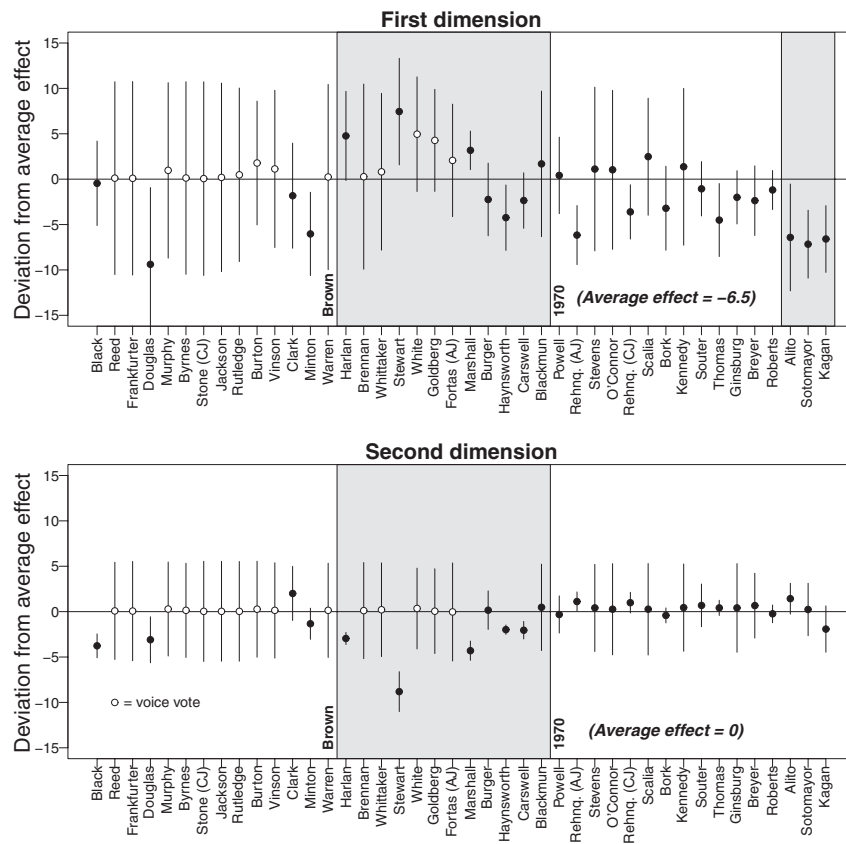 First dimension
Deviation from average effect
15
10
5
0
−5
−10
−15
Brown
1970
(Average effect = −6.5)
Black
Reed
Frankfurter
Douglas
Murphy
Byrnes
Stone (CJ)
Jackson
Rutledge
Burton
Vinson
Clark
Minton
Warren
Harlan
Brennan
Whittaker
Stewart
White
Goldberg
Fortas (AJ)
Marshall
Burger
Haynsworth
Carswell
Blackmun
Powell
Rehnq. (AJ)
Stevens
O'Connor
Rehnq. (CJ)
Scalia
Bork
Kennedy
Souter
Thomas
Ginsburg
Breyer
Roberts
Alito
Sotomayor
Kagan
Second dimension
Deviation from average effect
15
10
5
0
−5
−10
−15
= voice vote
Brown
1970
(Average effect = 0)
Black
Reed
Frankfurter
Douglas
Murphy
Byrnes
Stone (CJ)
Jackson
Rutledge
Burton
Vinson
Clark
Minton
Warren
Harlan
Brennan
Whittaker
Stewart
White
Goldberg
Fortas (AJ)
Marshall
Burger
Haynsworth
Carswell
Blackmun
Powell
Rehnq. (AJ)
Stevens
O'Connor
Rehnq. (CJ)
Scalia
Bork
Kennedy
Souter
Thomas
Ginsburg
Breyer
Roberts
Alito
Sotomayor
Kagan